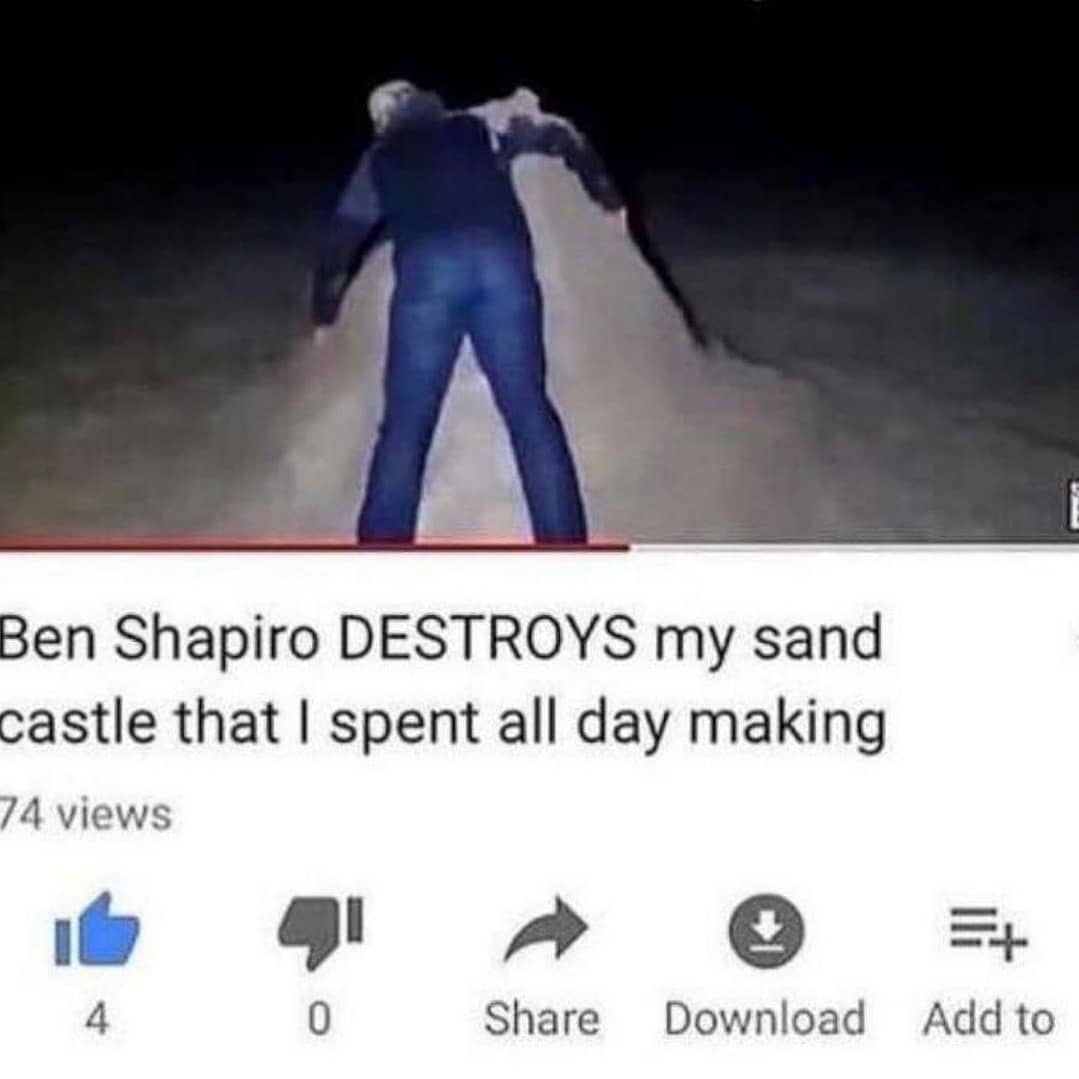 Ben Shapiro DESTROYS my sand
castle that I spent all day making
74 views
4 0 Share Download Add to